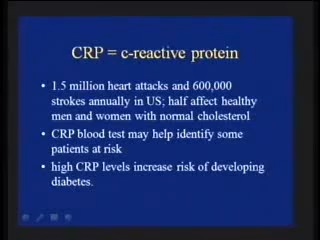 CRP = c-reactive protein
• 1.5 million heart attacks and 600,000
strokes annually in US; half affect healthy
men and women with normal cholesterol
• CRP blood test may help identify some
patients at risk
• high CRP levels increase risk of developing
diabetes.